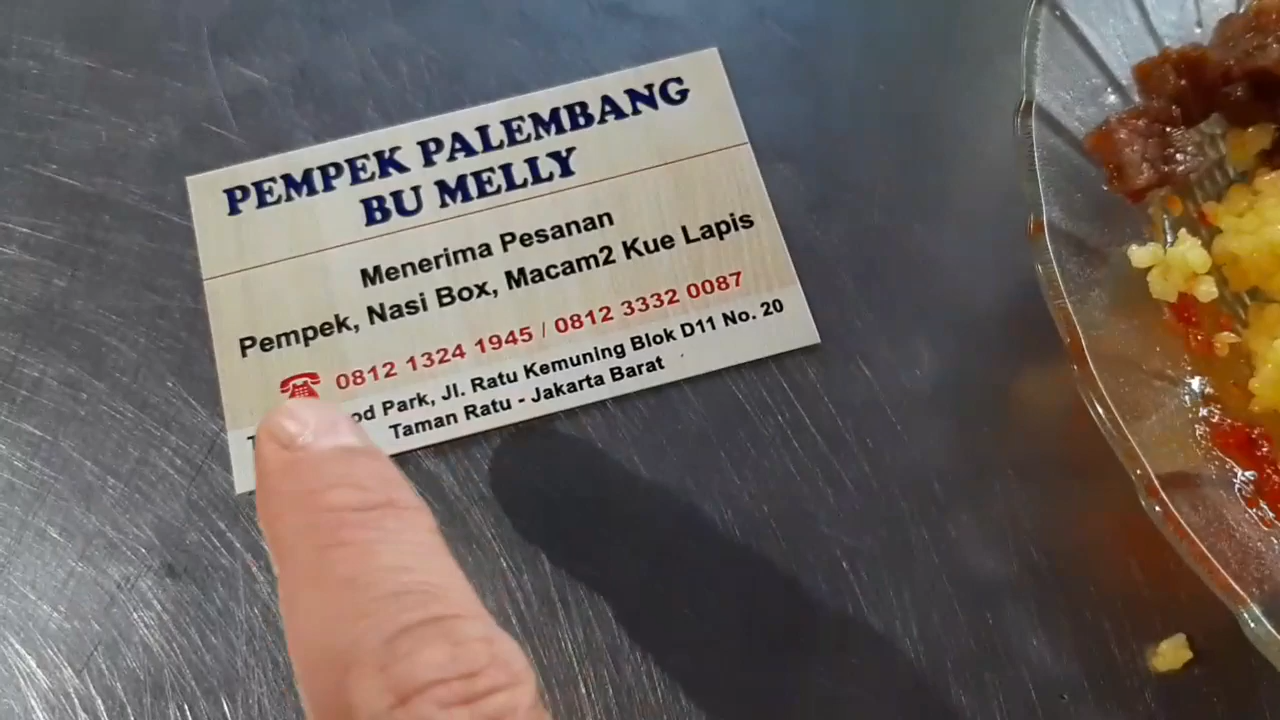 PEMPEK PALEMBANG
BU MELLY
Menerima Pesanan
Pempek, Nasi Box, Macam2 Kue Lapis
0812 1324 1945 / 0812 3332 0087
Park, Jl. Ratu Kemuning Blok D11 No. 20
Taman Ratu - Jakarta Barat